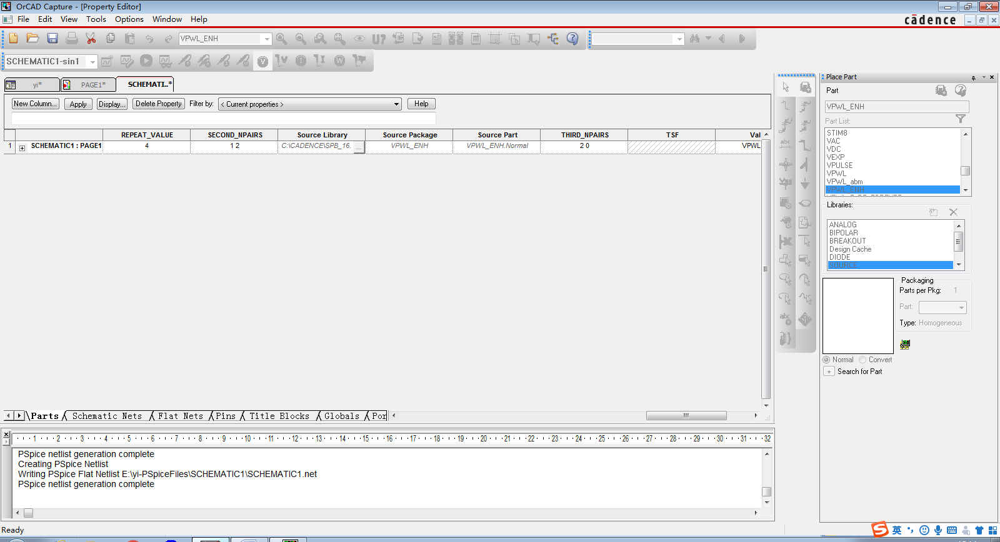 OrCAD Capture - [Property Editor]
File Edit View Tools Options Window Help
cādence
VPWL_ENH
U?
SCHEMATIC1-sin1
V V I I W
yi* PAGE1* SCHEMATI..*
New Column... Apply Display... Delete Property Filter by: < Current properties > Help
REPEAT_VALUE SECOND_NPAIRS Source Library Source Package Source Part THIRD_NPAIRS TSF Val
1 SCHEMATIC1 : PAGE1 4 1 2 C:\CADENCE\SPB_16. ... VPWL_ENH VPWL_ENH.Normal 2 0 VPWL
Parts Schematic Nets Flat Nets Pins Title Blocks Globals Por
1 2 3 4 5 6 7 8 9 10 11 12 13 14 15 16 17 18 19 20 21 22 23 24 25 26 27 28 29 30 31 32
PSpice netlist generation complete
Creating PSpice Netlist
Writing PSpice Flat Netlist E:\yi-PSpiceFiles\SCHEMATIC1\SCHEMATIC1.net
PSpice netlist generation complete
Ready
abc
abc
Place Part
Part
VPWL_ENH
Part List:
STIM8
VAC
VDC
VEXP
VPULSE
VPWL
VPWL_abm
VPWL_ENH
Libraries:
ANALOG
BIPOLAR
BREAKOUT
Design Cache
DIODE
SOURCE
Packaging
Parts per Pkg: 1
Part:
Type: Homogeneous
Normal Convert
+ Search for Part
S 英